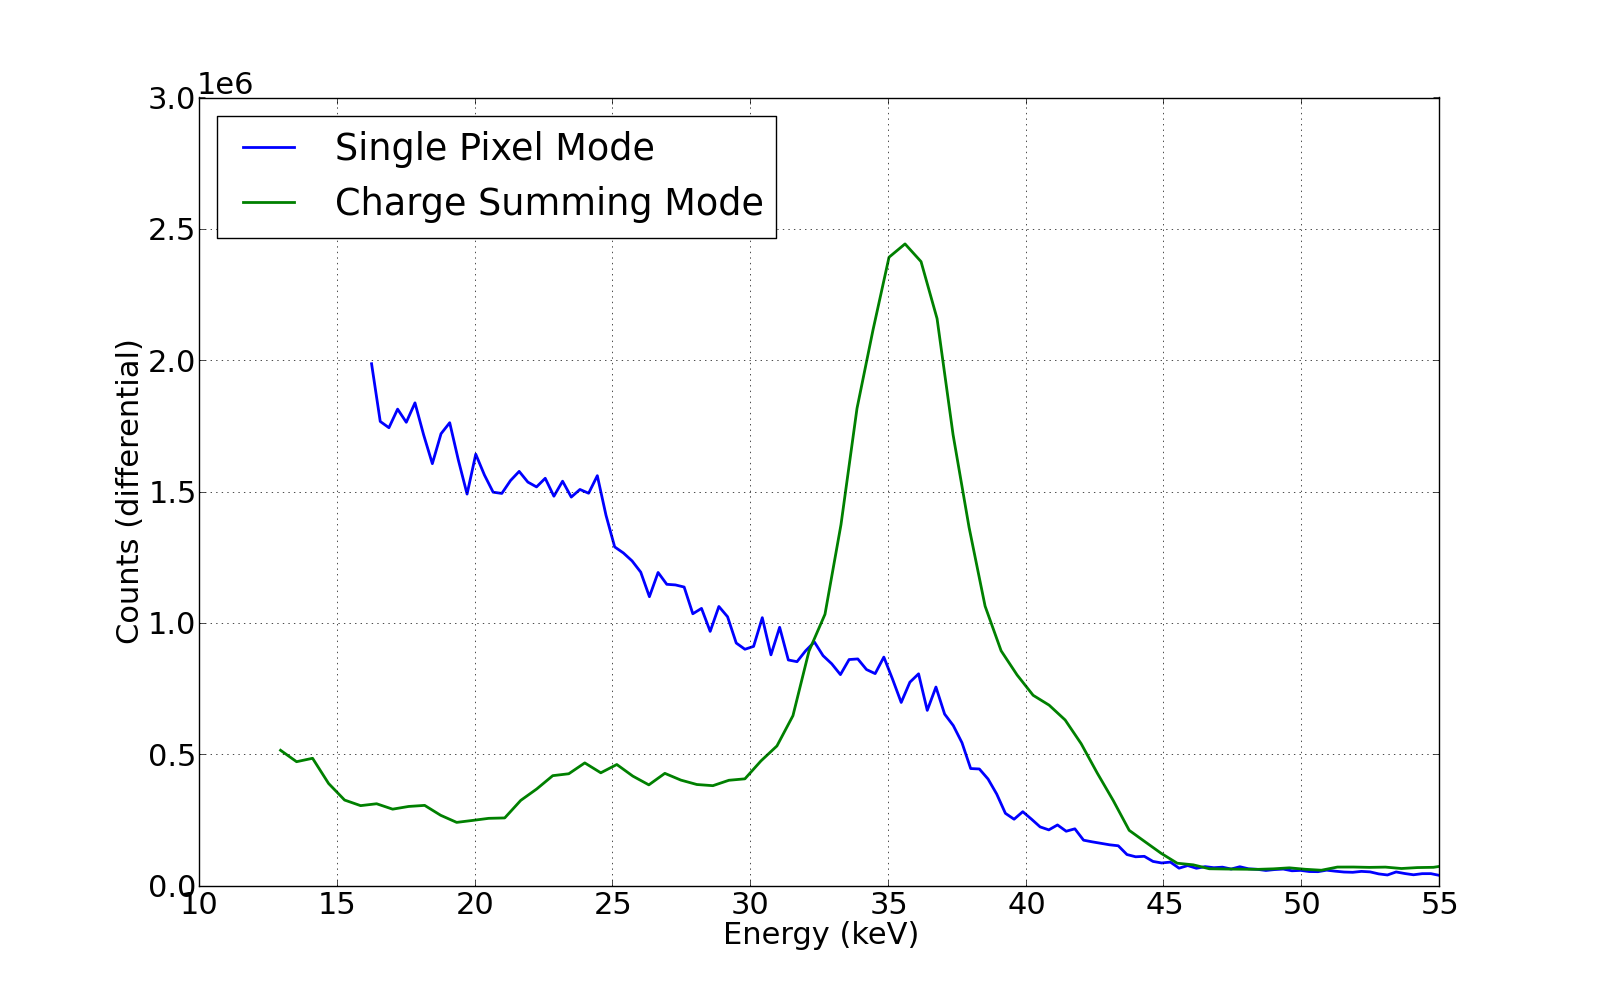 1e6
3.0
2.5
2.0
1.5
1.0
0.5
0.0
Counts (differential)
Single Pixel Mode
Charge Summing Mode
10 15 20 25 30 35 40 45 50 55
Energy (keV)